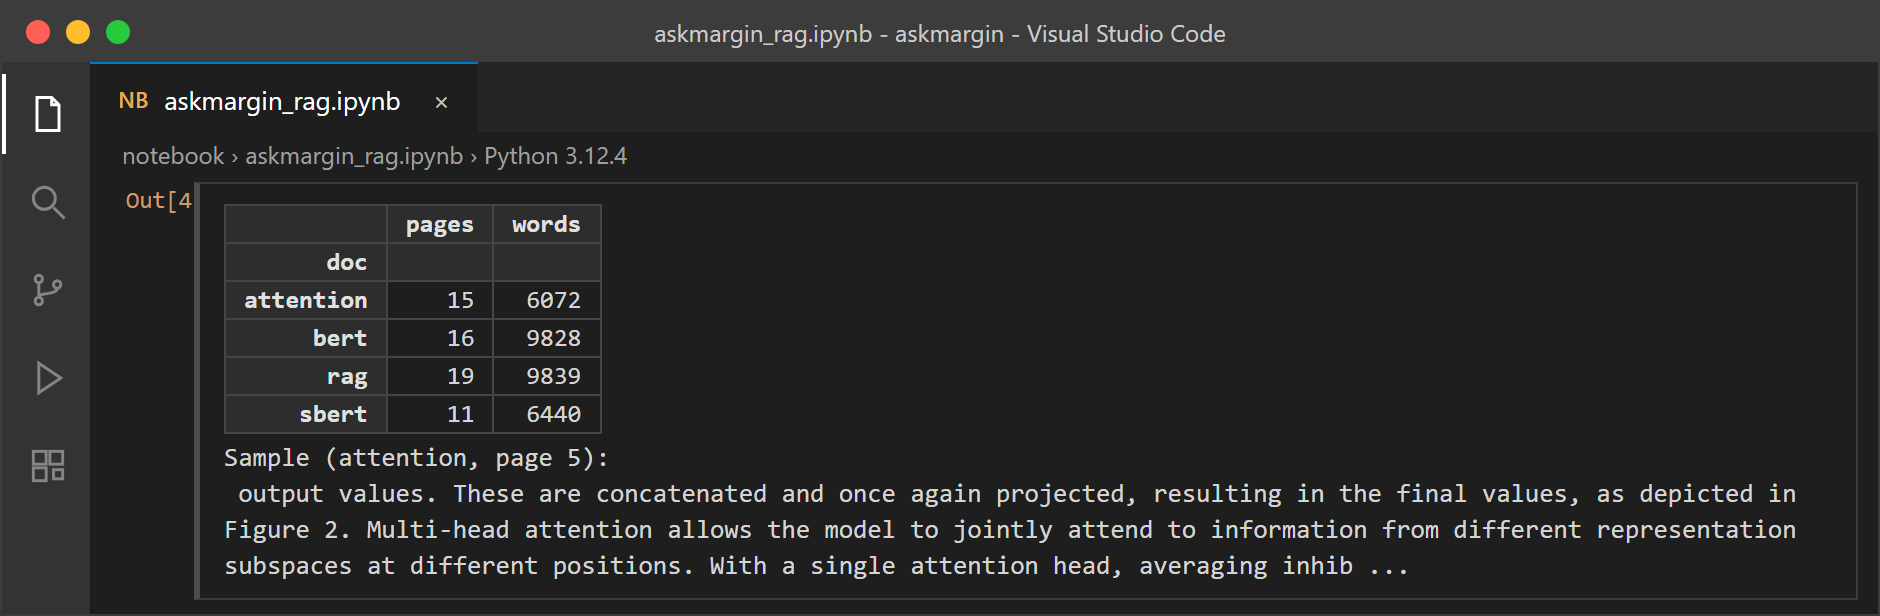 askmargin_rag.ipynb - askmargin - Visual Studio Code
NB askmargin_rag.ipynb ×
notebook › askmargin_rag.ipynb › Python 3.12.4
Out[4
pages words
doc
attention 15 6072
bert 16 9828
rag 19 9839
sbert 11 6440
Sample (attention, page 5):
output values. These are concatenated and once again projected, resulting in the final values, as depicted in
Figure 2. Multi-head attention allows the model to jointly attend to information from different representation
subspaces at different positions. With a single attention head, averaging inhib ...